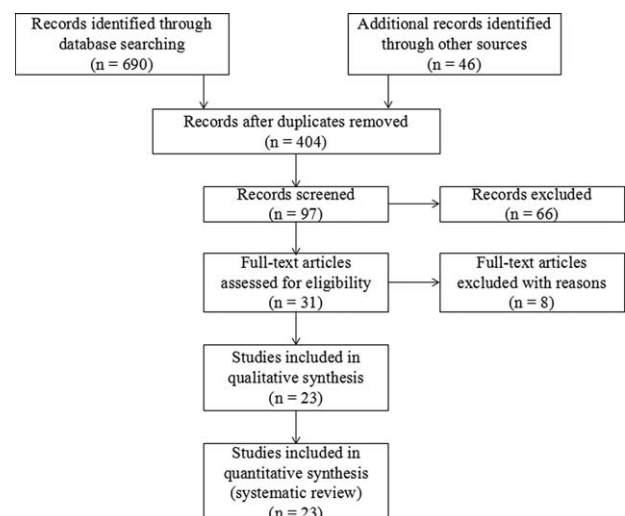 Records identified through
database searching
(n = 690)
Additional records identified
through other sources
(n = 46)
Records after duplicates removed
(n = 404)
Records screened
(n = 97)
Records excluded
(n = 66)
Full-text articles
assessed for eligibility
(n = 31)
Full-text articles
excluded with reasons
(n = 8)
Studies included in
qualitative synthesis
(n = 23)
Studies included in
quantitative synthesis
(systematic review)
(n = 23)